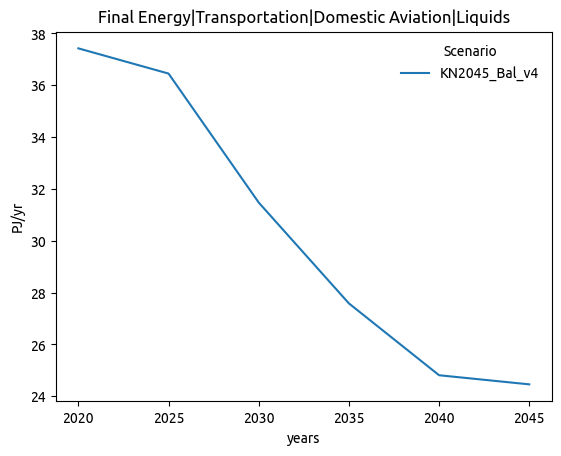 Final Energy|Transportation|Domestic Aviation|Liquids
Scenario
KN2045_Bal_v4
38
36
34
32
30
28
26
24
PJ/yr
2020 2025 2030 2035 2040 2045
years